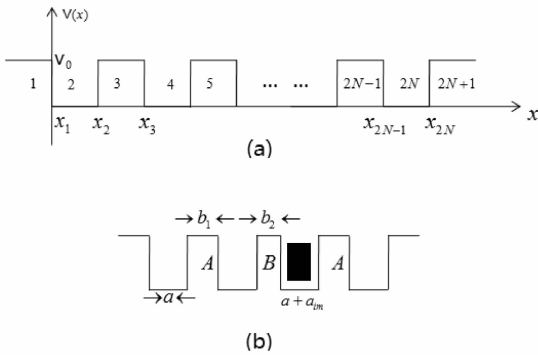 V(x)
V₀
1 2 3 4 5 ... ... 2N−1 2N 2N+1
x₁ x₂ x₃ x₂N−1 x₂N x
(a)
b₁ b₂
A B A
a a + aᵢₘ
(b)